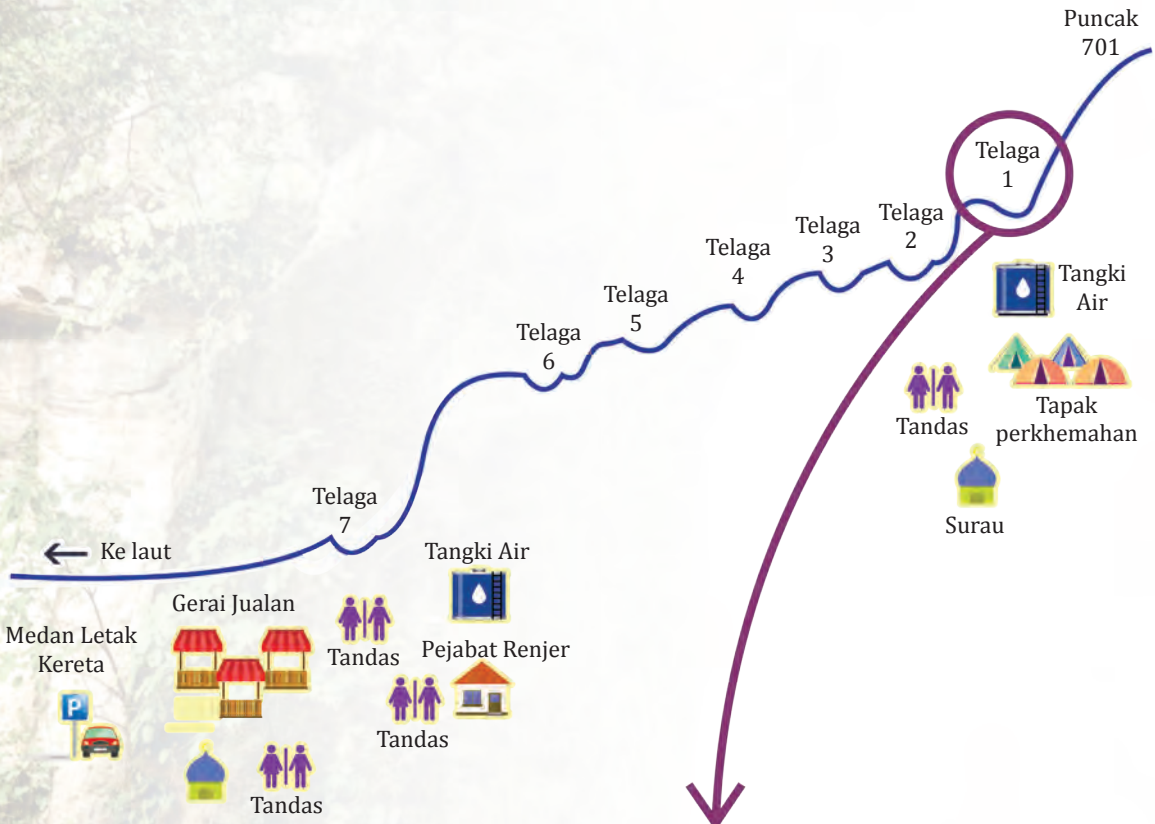 Puncak
701
Telaga
1
Telaga
2
Telaga
3
Telaga
4
Telaga
5
Telaga
6
Telaga
7
Tangki
Air
Tandas
Tapak
perkhemahan
Surau
Ke laut
Tangki Air
Gerai Jualan
Medan Letak
Kereta
P
Tandas
Pejabat Renjer
Tandas
Tandas